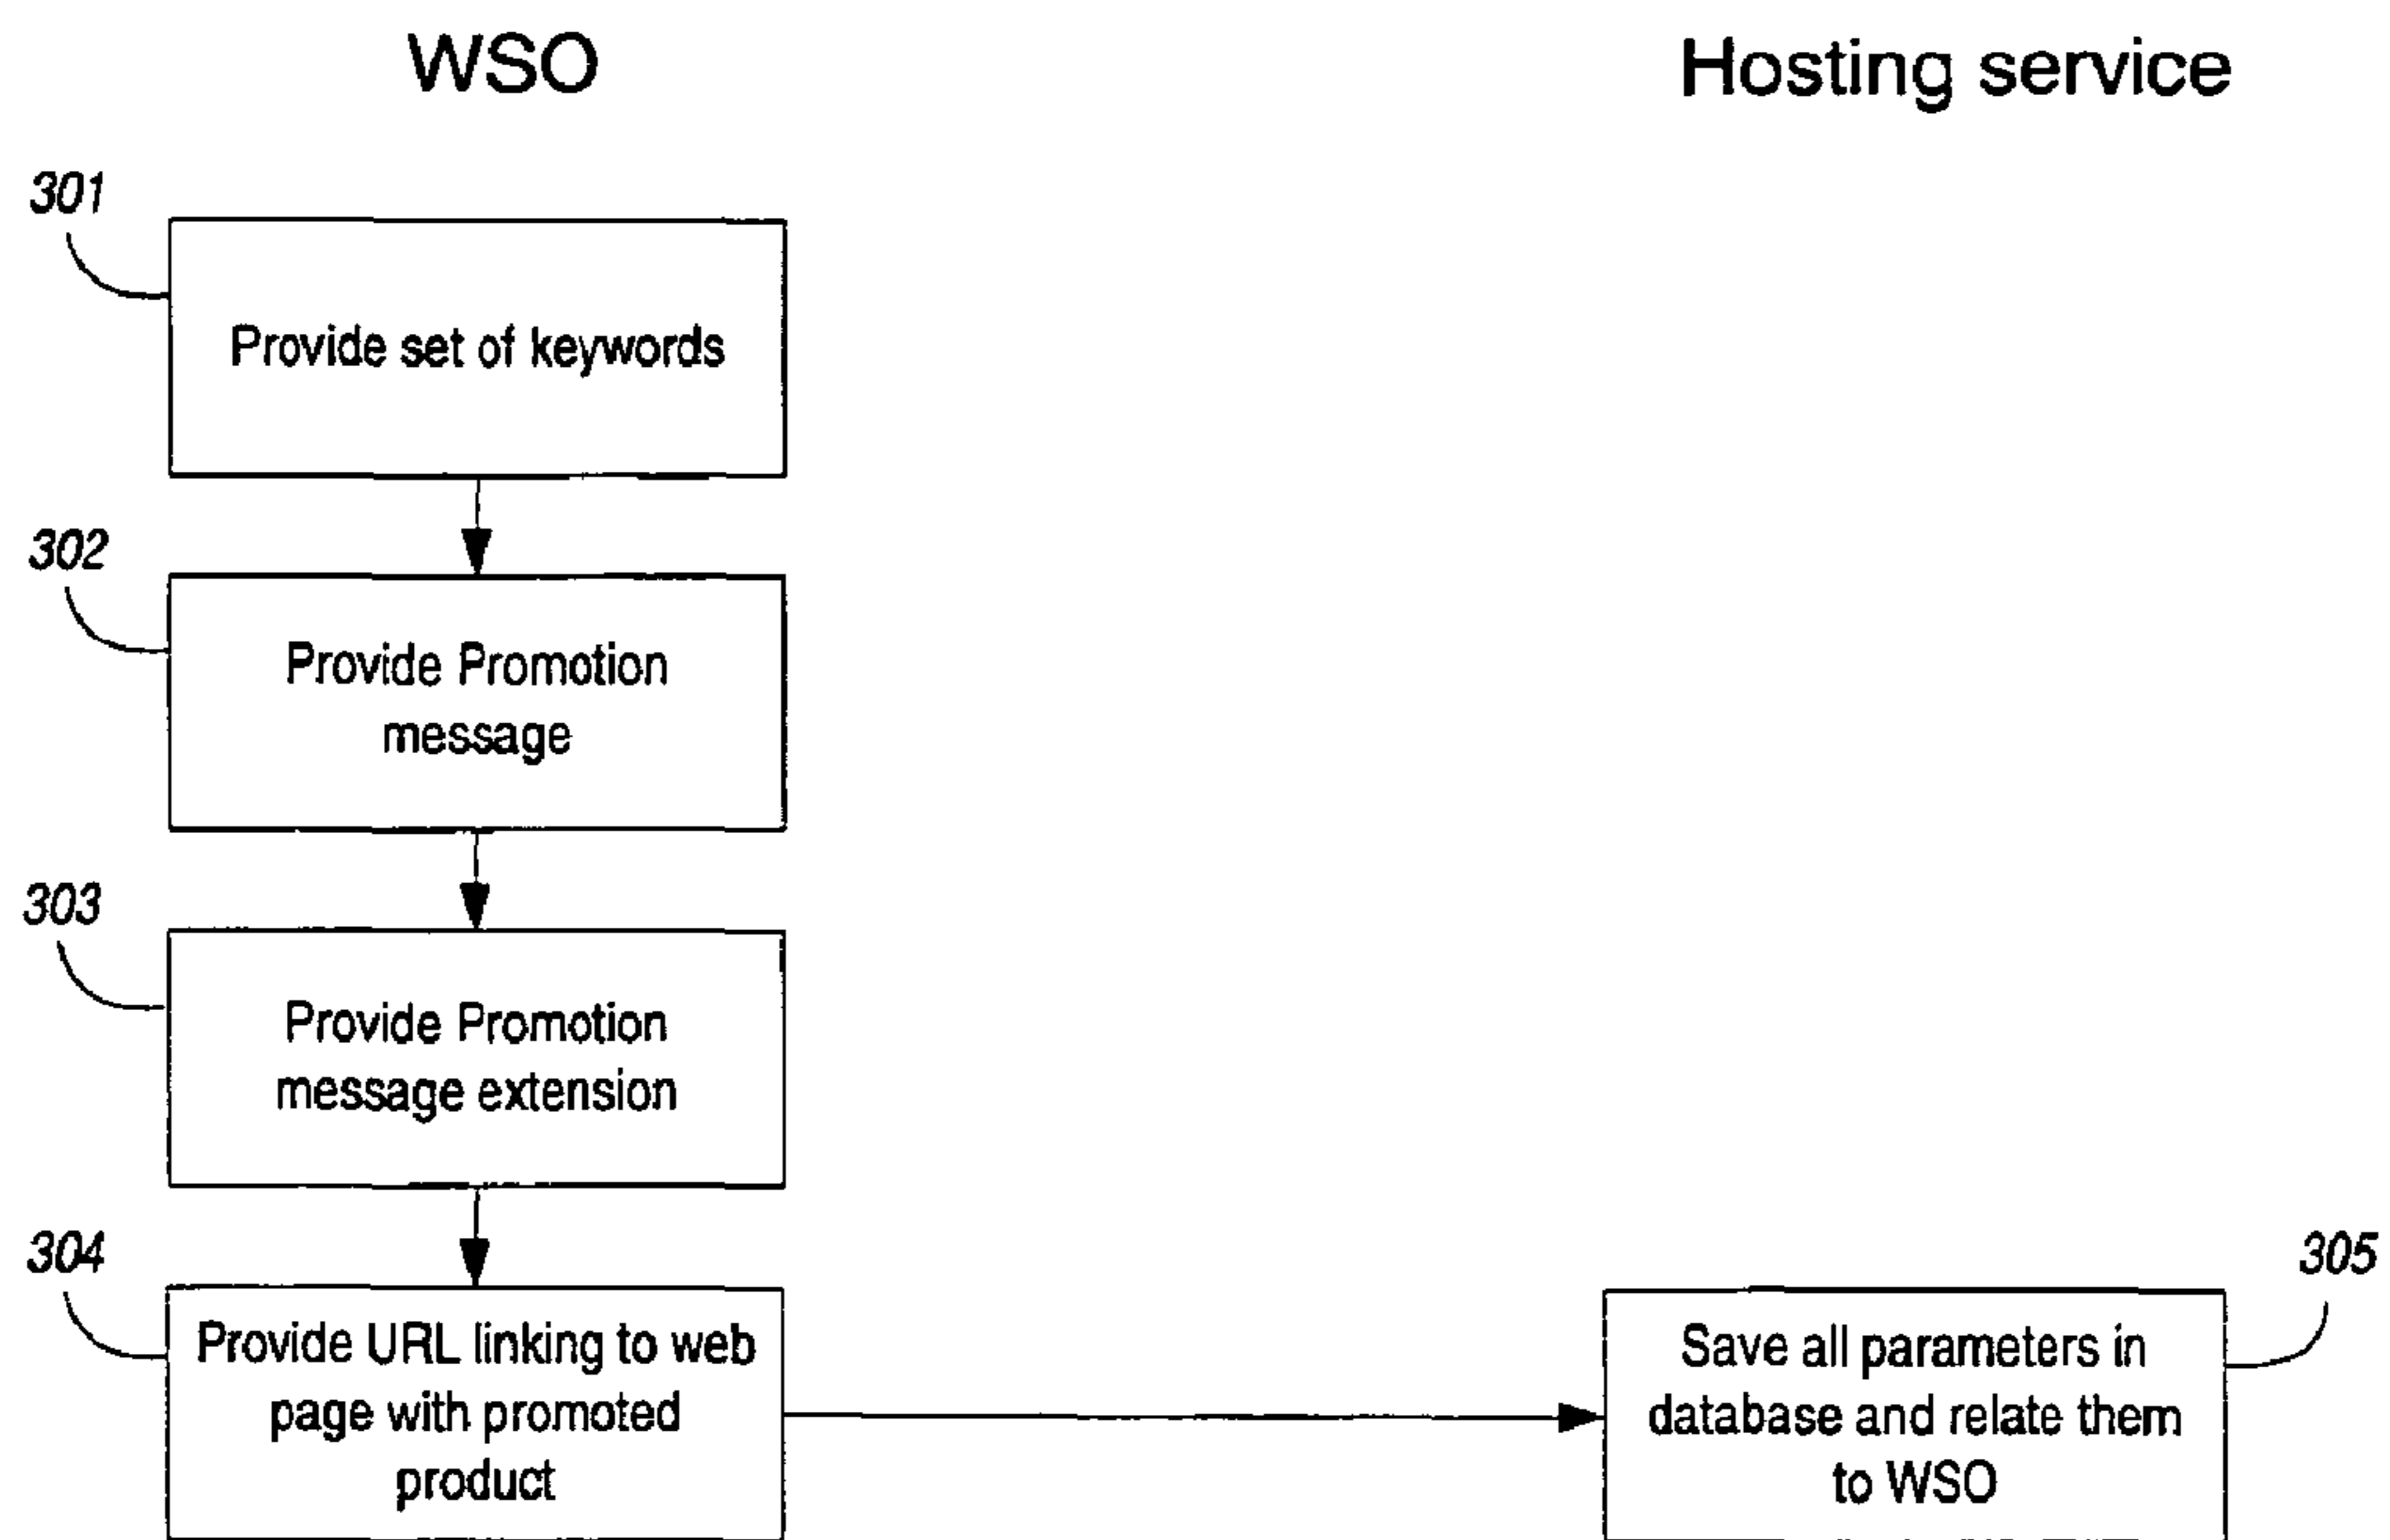 WSO
Hosting service
301
Provide set of keywords
302
Provide Promotion
message
303
Provide Promotion
message extension
304
Provide URL linking to web
page with promoted
product
305
Save all parameters in
database and relate them
to WSO